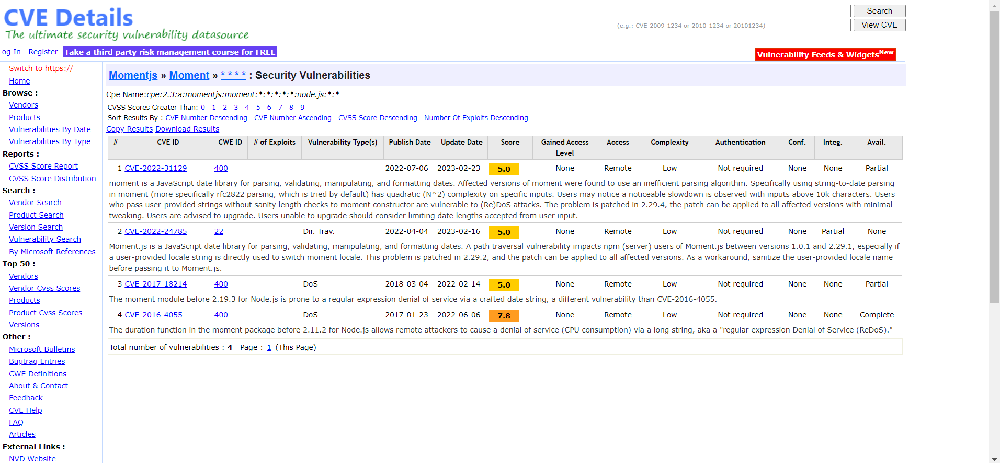 CVE Details
The ultimate security vulnerability datasource
Search
(e.g.: CVE-2009-1234 or 2010-1234 or 20101234)
View CVE
Log In Register Take a third party risk management course for FREE
Vulnerability Feeds & WidgetsNew
Switch to https://
Home
Browse :
Vendors
Products
Vulnerabilities By Date
Vulnerabilities By Type
Reports :
CVSS Score Report
CVSS Score Distribution
Search :
Vendor Search
Product Search
Version Search
Vulnerability Search
By Microsoft References
Top 50 :
Vendors
Vendor Cvss Scores
Products
Product Cvss Scores
Versions
Other :
Microsoft Bulletins
Bugtraq Entries
CWE Definitions
About & Contact
Feedback
CVE Help
FAQ
Articles
External Links :
NVD Website
Momentjs » Moment » * * * * : Security Vulnerabilities
Cpe Name:cpe:2.3:a:momentjs:moment:*:*:*:*:*:node.js:*:*
CVSS Scores Greater Than: 0 1 2 3 4 5 6 7 8 9
Sort Results By : CVE Number Descending CVE Number Ascending CVSS Score Descending Number Of Exploits Descending
Copy Results Download Results
# CVE ID CWE ID # of Exploits Vulnerability Type(s) Publish Date Update Date Score Gained Access Level Access Complexity Authentication Conf. Integ. Avail.
1 CVE-2022-31129 400 2022-07-06 2023-02-23 5.0 None Remote Low Not required None None Partial
moment is a JavaScript date library for parsing, validating, manipulating, and formatting dates. Affected versions of moment were found to use an inefficient parsing algorithm. Specifically using string-to-date parsing
in moment (more specifically rfc2822 parsing, which is tried by default) has quadratic (N^2) complexity on specific inputs. Users may notice a noticeable slowdown is observed with inputs above 10k characters. Users
who pass user-provided strings without sanity length checks to moment constructor are vulnerable to (Re)DoS attacks. The problem is patched in 2.29.4, the patch can be applied to all affected versions with minimal
tweaking. Users are advised to upgrade. Users unable to upgrade should consider limiting date lengths accepted from user input.
2 CVE-2022-24785 22 Dir. Trav. 2022-04-04 2023-02-16 5.0 None Remote Low Not required None Partial None
Moment.js is a JavaScript date library for parsing, validating, manipulating, and formatting dates. A path traversal vulnerability impacts npm (server) users of Moment.js between versions 1.0.1 and 2.29.1, especially if
a user-provided locale string is directly used to switch moment locale. This problem is patched in 2.29.2, and the patch can be applied to all affected versions. As a workaround, sanitize the user-provided locale name
before passing it to Moment.js.
3 CVE-2017-18214 400 DoS 2018-03-04 2022-02-14 5.0 None Remote Low Not required None None Partial
The moment module before 2.19.3 for Node.js is prone to a regular expression denial of service via a crafted date string, a different vulnerability than CVE-2016-4055.
4 CVE-2016-4055 400 DoS 2017-01-23 2022-06-06 7.8 None Remote Low Not required None None Complete
The duration function in the moment package before 2.11.2 for Node.js allows remote attackers to cause a denial of service (CPU consumption) via a long string, aka a "regular expression Denial of Service (ReDoS)."
Total number of vulnerabilities : 4 Page : 1 (This Page)